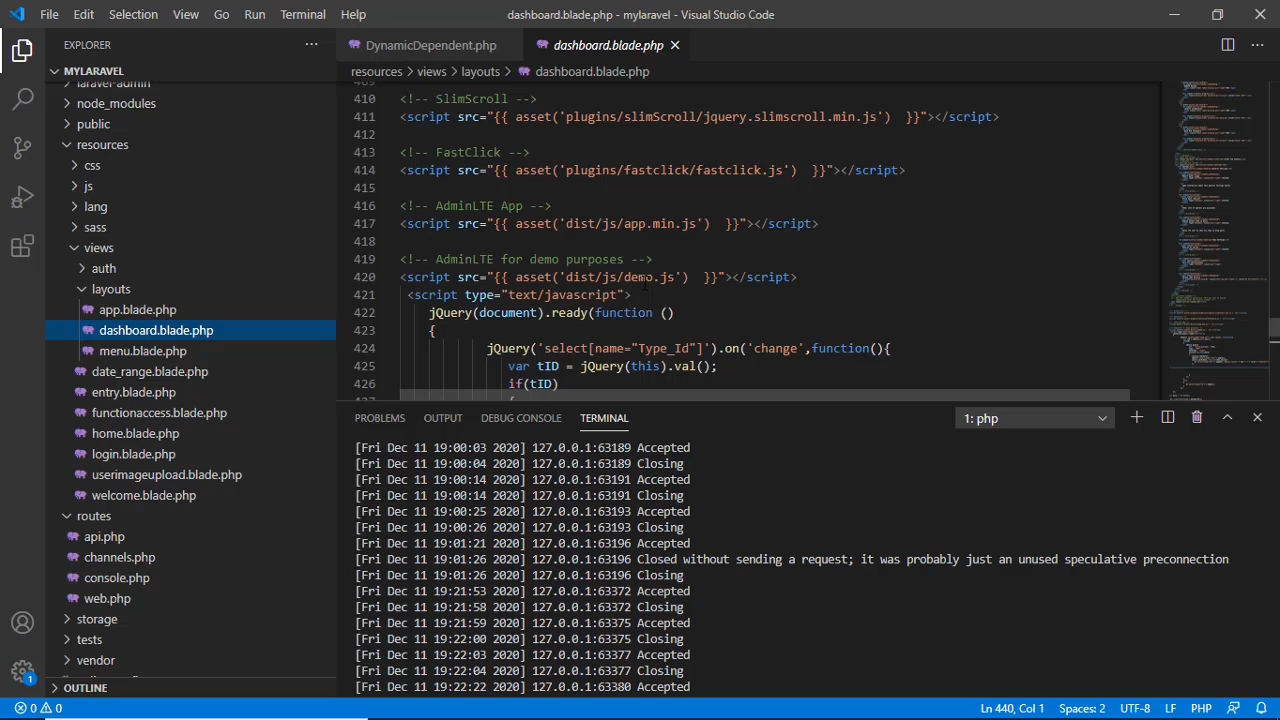 File Edit Selection View Go Run Terminal Help dashboard.blade.php - mylaravel - Visual Studio Code
EXPLORER
MYLARAVEL
laravel-admin
node_modules
public
resources
css
js
lang
sass
views
auth
layouts
app.blade.php
dashboard.blade.php
menu.blade.php
date_range.blade.php
entry.blade.php
functionaccess.blade.php
home.blade.php
login.blade.php
userimageupload.blade.php
welcome.blade.php
routes
api.php
channels.php
console.php
web.php
storage
tests
vendor
OUTLINE
DynamicDependent.php dashboard.blade.php
resources > views > layouts > dashboard.blade.php
409
410 <!-- SlimScroll -->
411 <script src="{{ asset('plugins/slimScroll/jquery.slimscroll.min.js')  }}"></script>
412
413 <!-- FastClick -->
414 <script src="{{ asset('plugins/fastclick/fastclick.js')  }}"></script>
415
416 <!-- AdminLTE App -->
417 <script src="{{ asset('dist/js/app.min.js')  }}"></script>
418
419 <!-- AdminLTE for demo purposes -->
420 <script src="{{ asset('dist/js/demo.js')  }}"></script>
421 <script type="text/javascript">
422 jQuery(document).ready(function ()
423 {
424 jQuery('select[name="Type_Id"]').on('change',function(){
425 var tID = jQuery(this).val();
426 if(tID)
427 {
PROBLEMS OUTPUT DEBUG CONSOLE TERMINAL 1: php
[Fri Dec 11 19:00:03 2020] 127.0.0.1:63189 Accepted
[Fri Dec 11 19:00:04 2020] 127.0.0.1:63189 Closing
[Fri Dec 11 19:00:14 2020] 127.0.0.1:63191 Accepted
[Fri Dec 11 19:00:14 2020] 127.0.0.1:63191 Closing
[Fri Dec 11 19:00:25 2020] 127.0.0.1:63193 Accepted
[Fri Dec 11 19:00:26 2020] 127.0.0.1:63193 Closing
[Fri Dec 11 19:01:21 2020] 127.0.0.1:63196 Accepted
[Fri Dec 11 19:01:26 2020] 127.0.0.1:63196 Closed without sending a request; it was probably just an unused speculative preconnection
[Fri Dec 11 19:01:26 2020] 127.0.0.1:63196 Closing
[Fri Dec 11 19:21:53 2020] 127.0.0.1:63372 Accepted
[Fri Dec 11 19:21:58 2020] 127.0.0.1:63372 Closing
[Fri Dec 11 19:21:59 2020] 127.0.0.1:63375 Accepted
[Fri Dec 11 19:22:00 2020] 127.0.0.1:63375 Closing
[Fri Dec 11 19:22:03 2020] 127.0.0.1:63377 Accepted
[Fri Dec 11 19:22:04 2020] 127.0.0.1:63377 Closing
[Fri Dec 11 19:22:22 2020] 127.0.0.1:63380 Accepted
1
0 0 Ln 440, Col 1 Spaces: 2 UTF-8 LF PHP